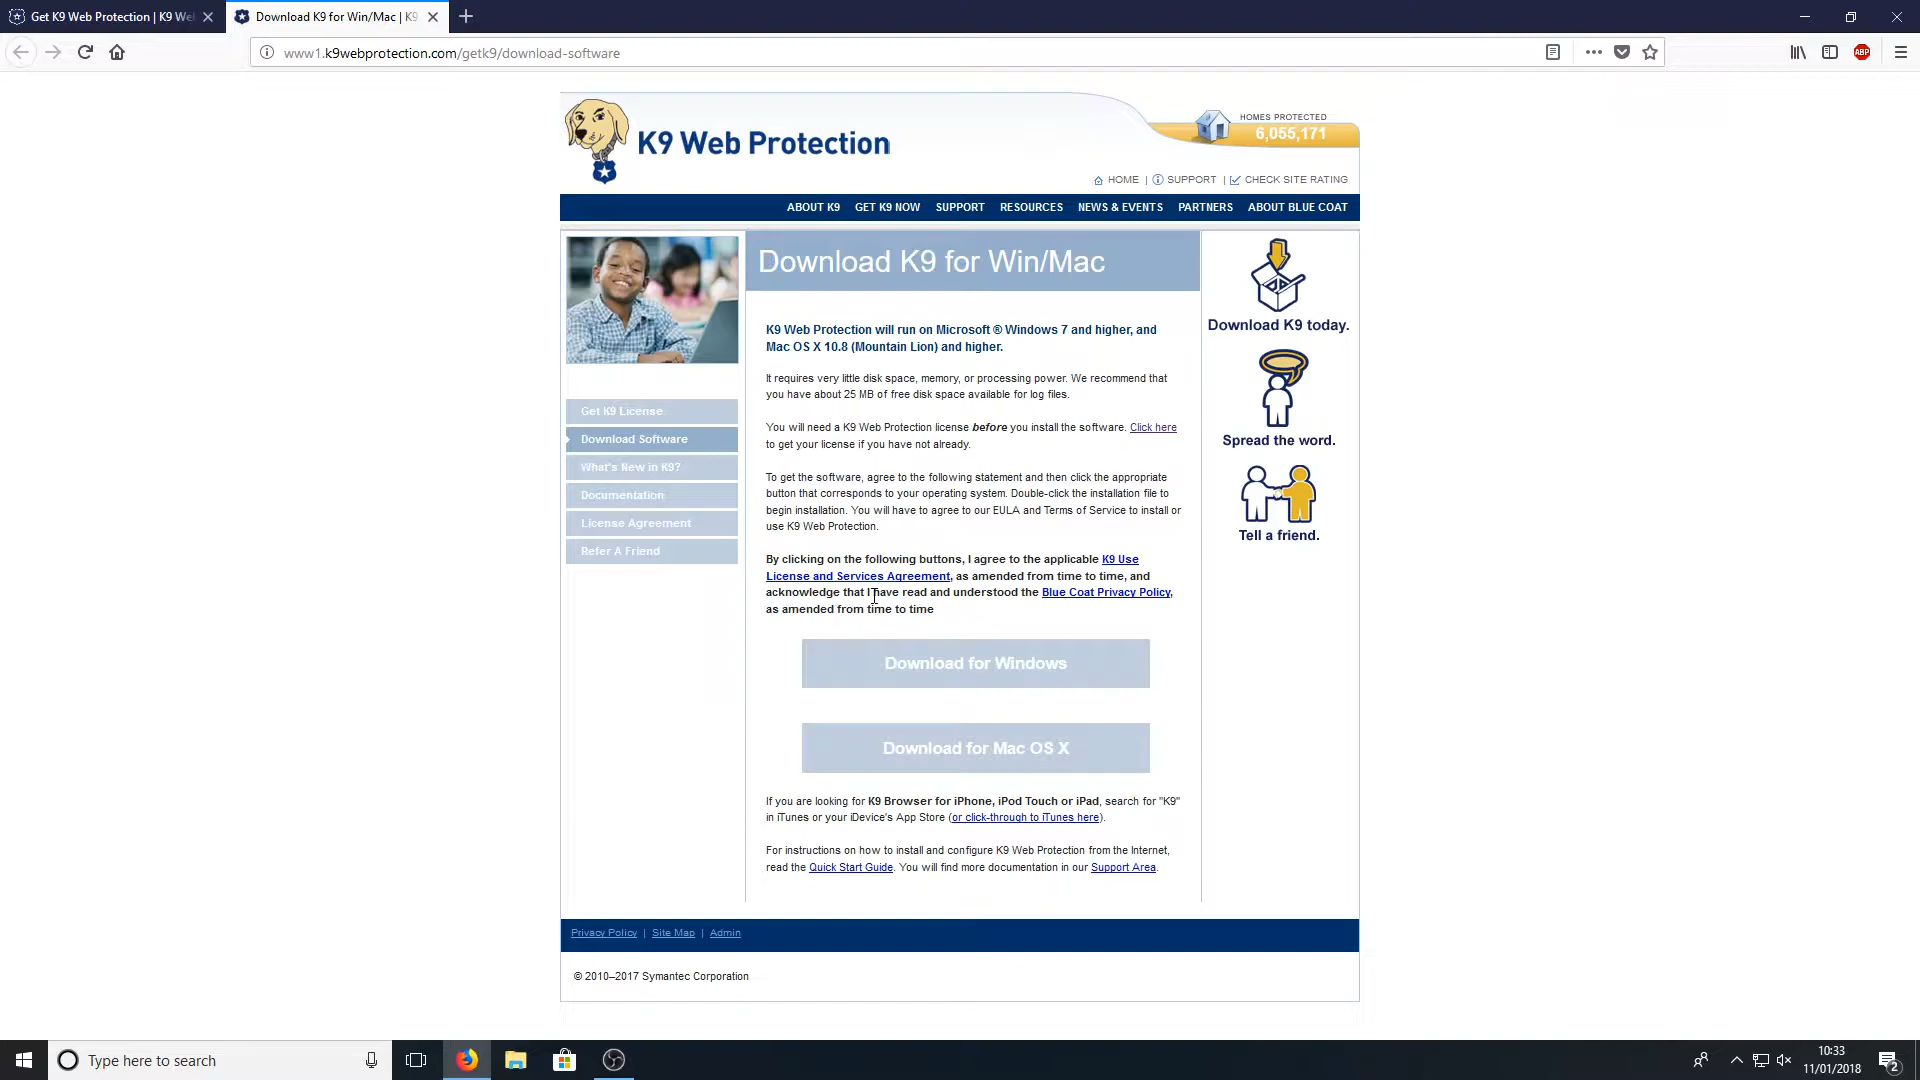 Get K9 Web Protection | K9 We
Download K9 for Win/Mac | K9
www1.k9webprotection.com/getk9/download-software
ABP
K9 Web Protection
HOMES PROTECTED
6,055,171
HOME | SUPPORT | CHECK SITE RATING
ABOUT K9 GET K9 NOW SUPPORT RESOURCES NEWS & EVENTS PARTNERS ABOUT BLUE COAT
Get K9 License
Download Software
What's New in K9?
Documentation
License Agreement
Refer A Friend
Download K9 for Win/Mac
K9 Web Protection will run on Microsoft ® Windows 7 and higher, and
Mac OS X 10.8 (Mountain Lion) and higher.
It requires very little disk space, memory, or processing power. We recommend that
you have about 25 MB of free disk space available for log files.
You will need a K9 Web Protection license before you install the software. Click here
to get your license if you have not already.
To get the software, agree to the following statement and then click the appropriate
button that corresponds to your operating system. Double-click the installation file to
begin installation. You will have to agree to our EULA and Terms of Service to install or
use K9 Web Protection.
By clicking on the following buttons, I agree to the applicable K9 Use
License and Services Agreement, as amended from time to time, and
acknowledge that I have read and understood the Blue Coat Privacy Policy,
as amended from time to time
Download for Windows
Download for Mac OS X
If you are looking for K9 Browser for iPhone, iPod Touch or iPad, search for "K9"
in iTunes or your iDevice's App Store (or click-through to iTunes here).
For instructions on how to install and configure K9 Web Protection from the Internet,
read the Quick Start Guide. You will find more documentation in our Support Area.
Download K9 today.
Spread the word.
Tell a friend.
Privacy Policy | Site Map | Admin
© 2010–2017 Symantec Corporation
Type here to search
10:33
11/01/2018
2